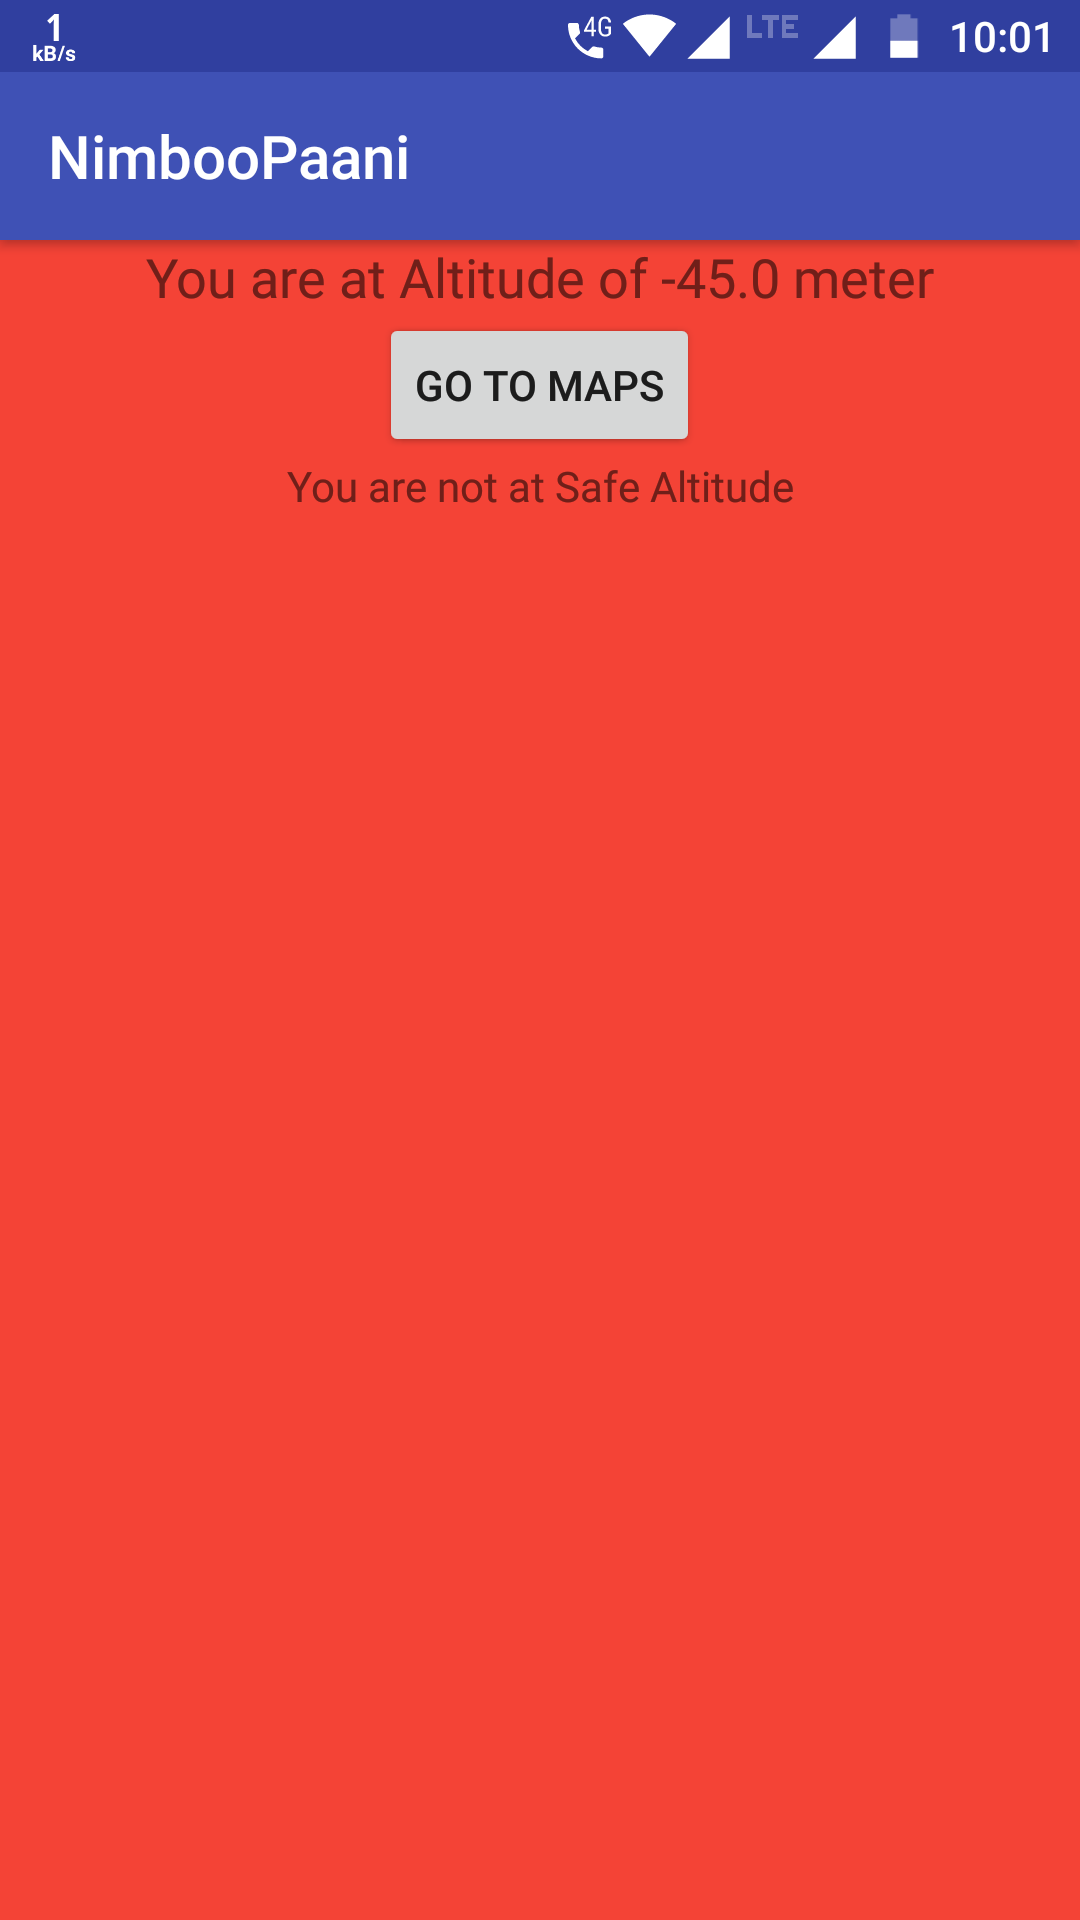 1
kB/s
4G
LTE
10:01
NimbooPaani
You are at Altitude of -45.0 meter
GO TO MAPS
You are not at Safe Altitude